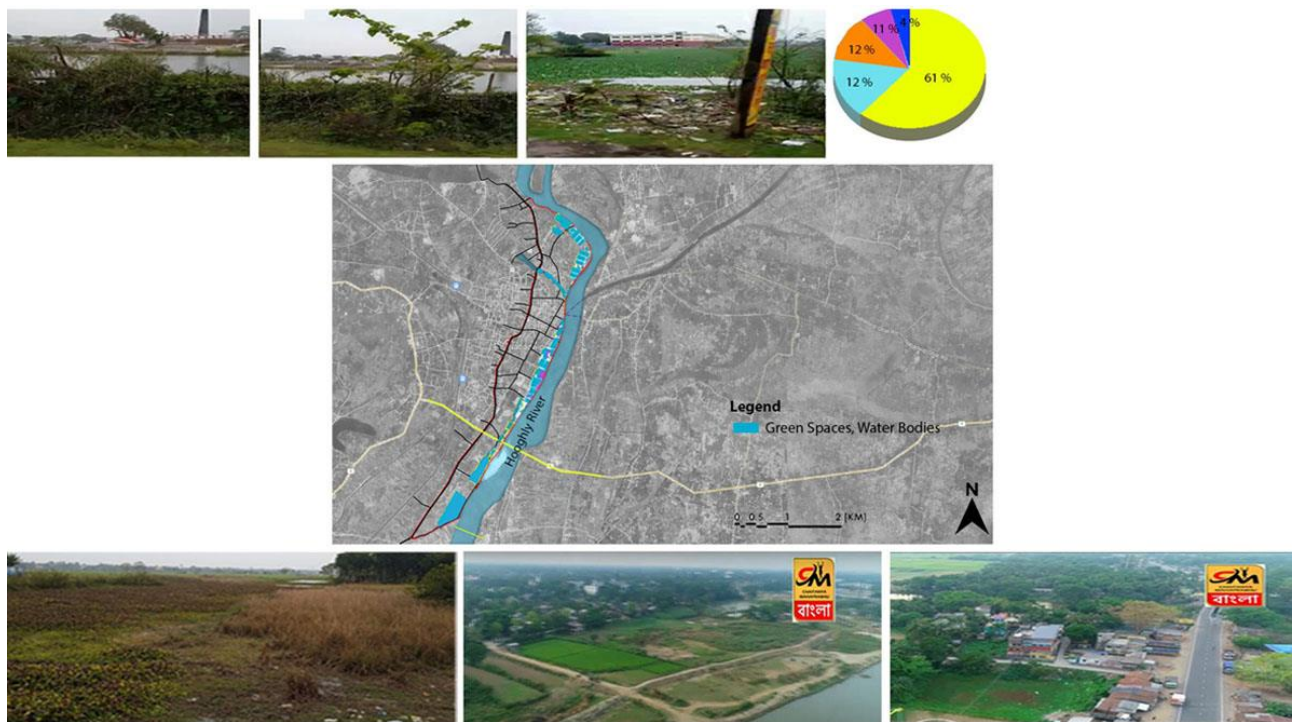 4 %
11 %
12 %
12 %
61 %
Hooghly River
Legend
Green Spaces, Water Bodies
N
0 0.5 1 2 [KM]
বাংলা
বাংলা